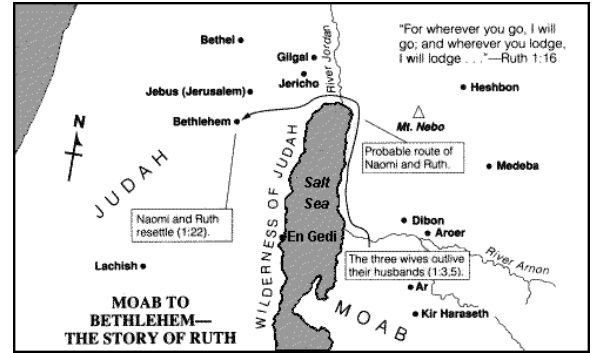 “For wherever you go, I will
go; and wherever you lodge,
I will lodge . . .”—Ruth 1:16
Bethel
Gilgal
River Jordan
Jericho
Heshbon
Jebus (Jerusalem)
Mt. Nebo
Bethlehem
N
Probable route of
Naomi and Ruth.
Medeba
JUDAH
WILDERNESS OF JUDAH
Salt
Sea
Naomi and Ruth
resettle (1:22).
Dibon
Aroer
En Gedi
River Arnon
The three wives outlive
their husbands (1:3,5).
Lachish
Ar
MOAB
Kir Haraseth
MOAB TO
BETHLEHEM—
THE STORY OF RUTH